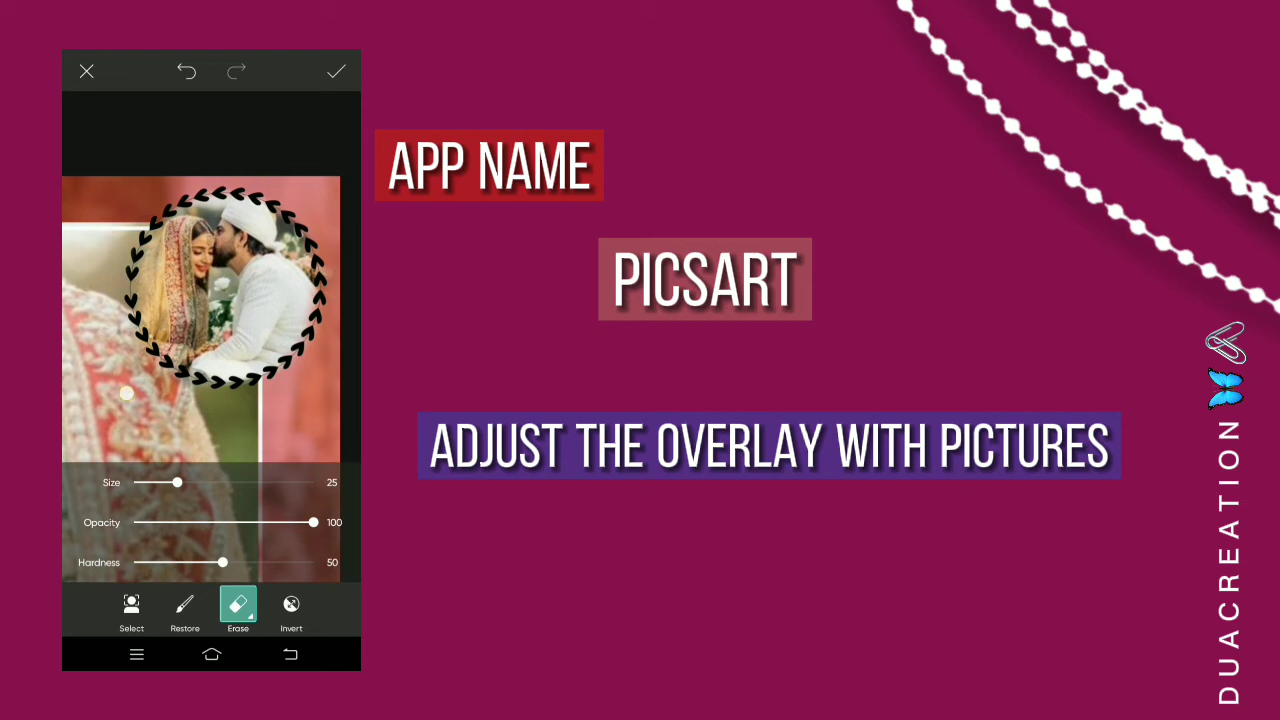 APP NAME
PICSART
ADJUST THE OVERLAY WITH PICTURES
Size 25
Opacity 100
Hardness 50
Select Restore Erase Invert
DUACREATION